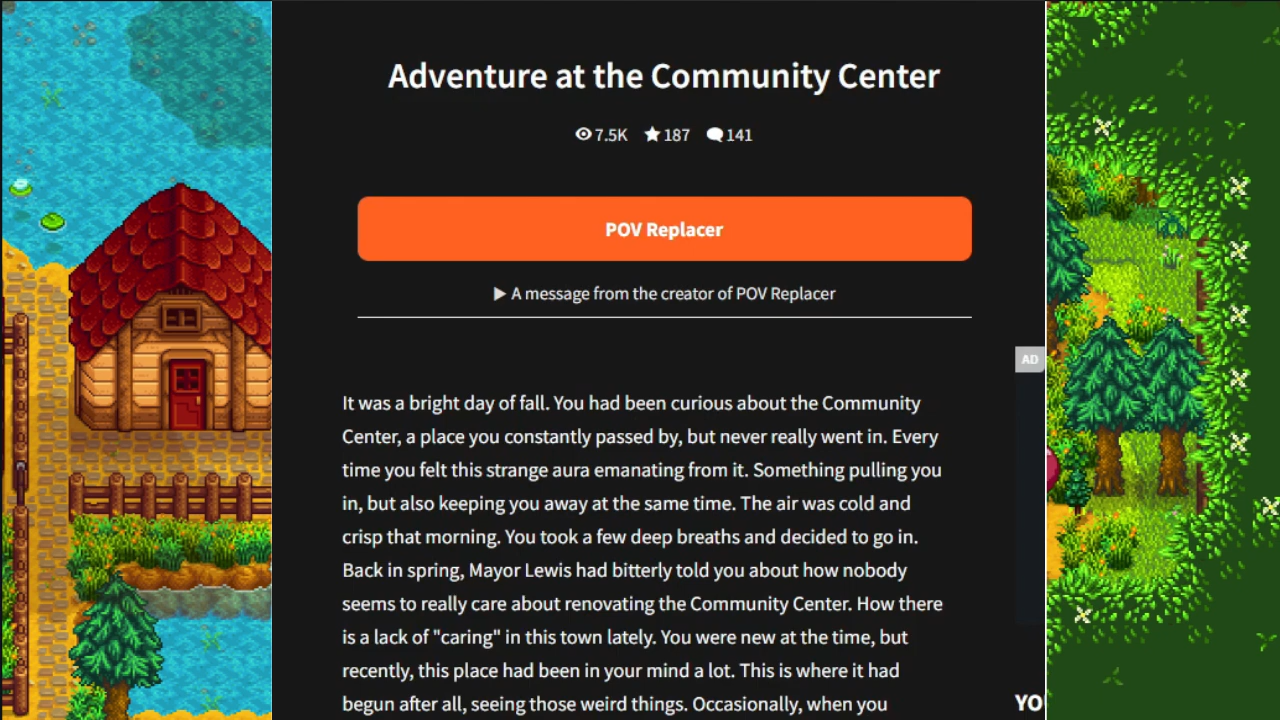 Adventure at the Community Center
7.5K 187 141
POV Replacer
▶ A message from the creator of POV Replacer
AD
It was a bright day of fall. You had been curious about the Community
Center, a place you constantly passed by, but never really went in. Every
time you felt this strange aura emanating from it. Something pulling you
in, but also keeping you away at the same time. The air was cold and
crisp that morning. You took a few deep breaths and decided to go in.
Back in spring, Mayor Lewis had bitterly told you about how nobody
seems to really care about renovating the Community Center. How there
is a lack of "caring" in this town lately. You were new at the time, but
recently, this place had been in your mind a lot. This is where it had
begun after all, seeing those weird things. Occasionally, when you
YO